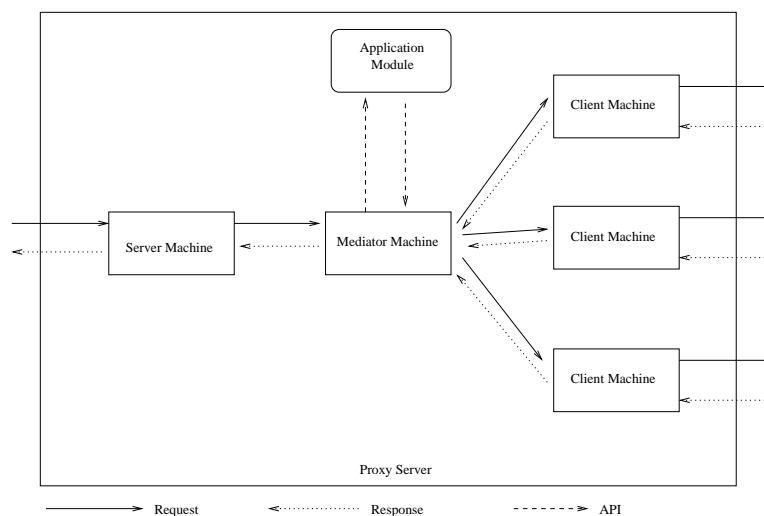 Application
Module
Client Machine
Server Machine
Mediator Machine
Client Machine
Client Machine
Proxy Server
Request
Response
API